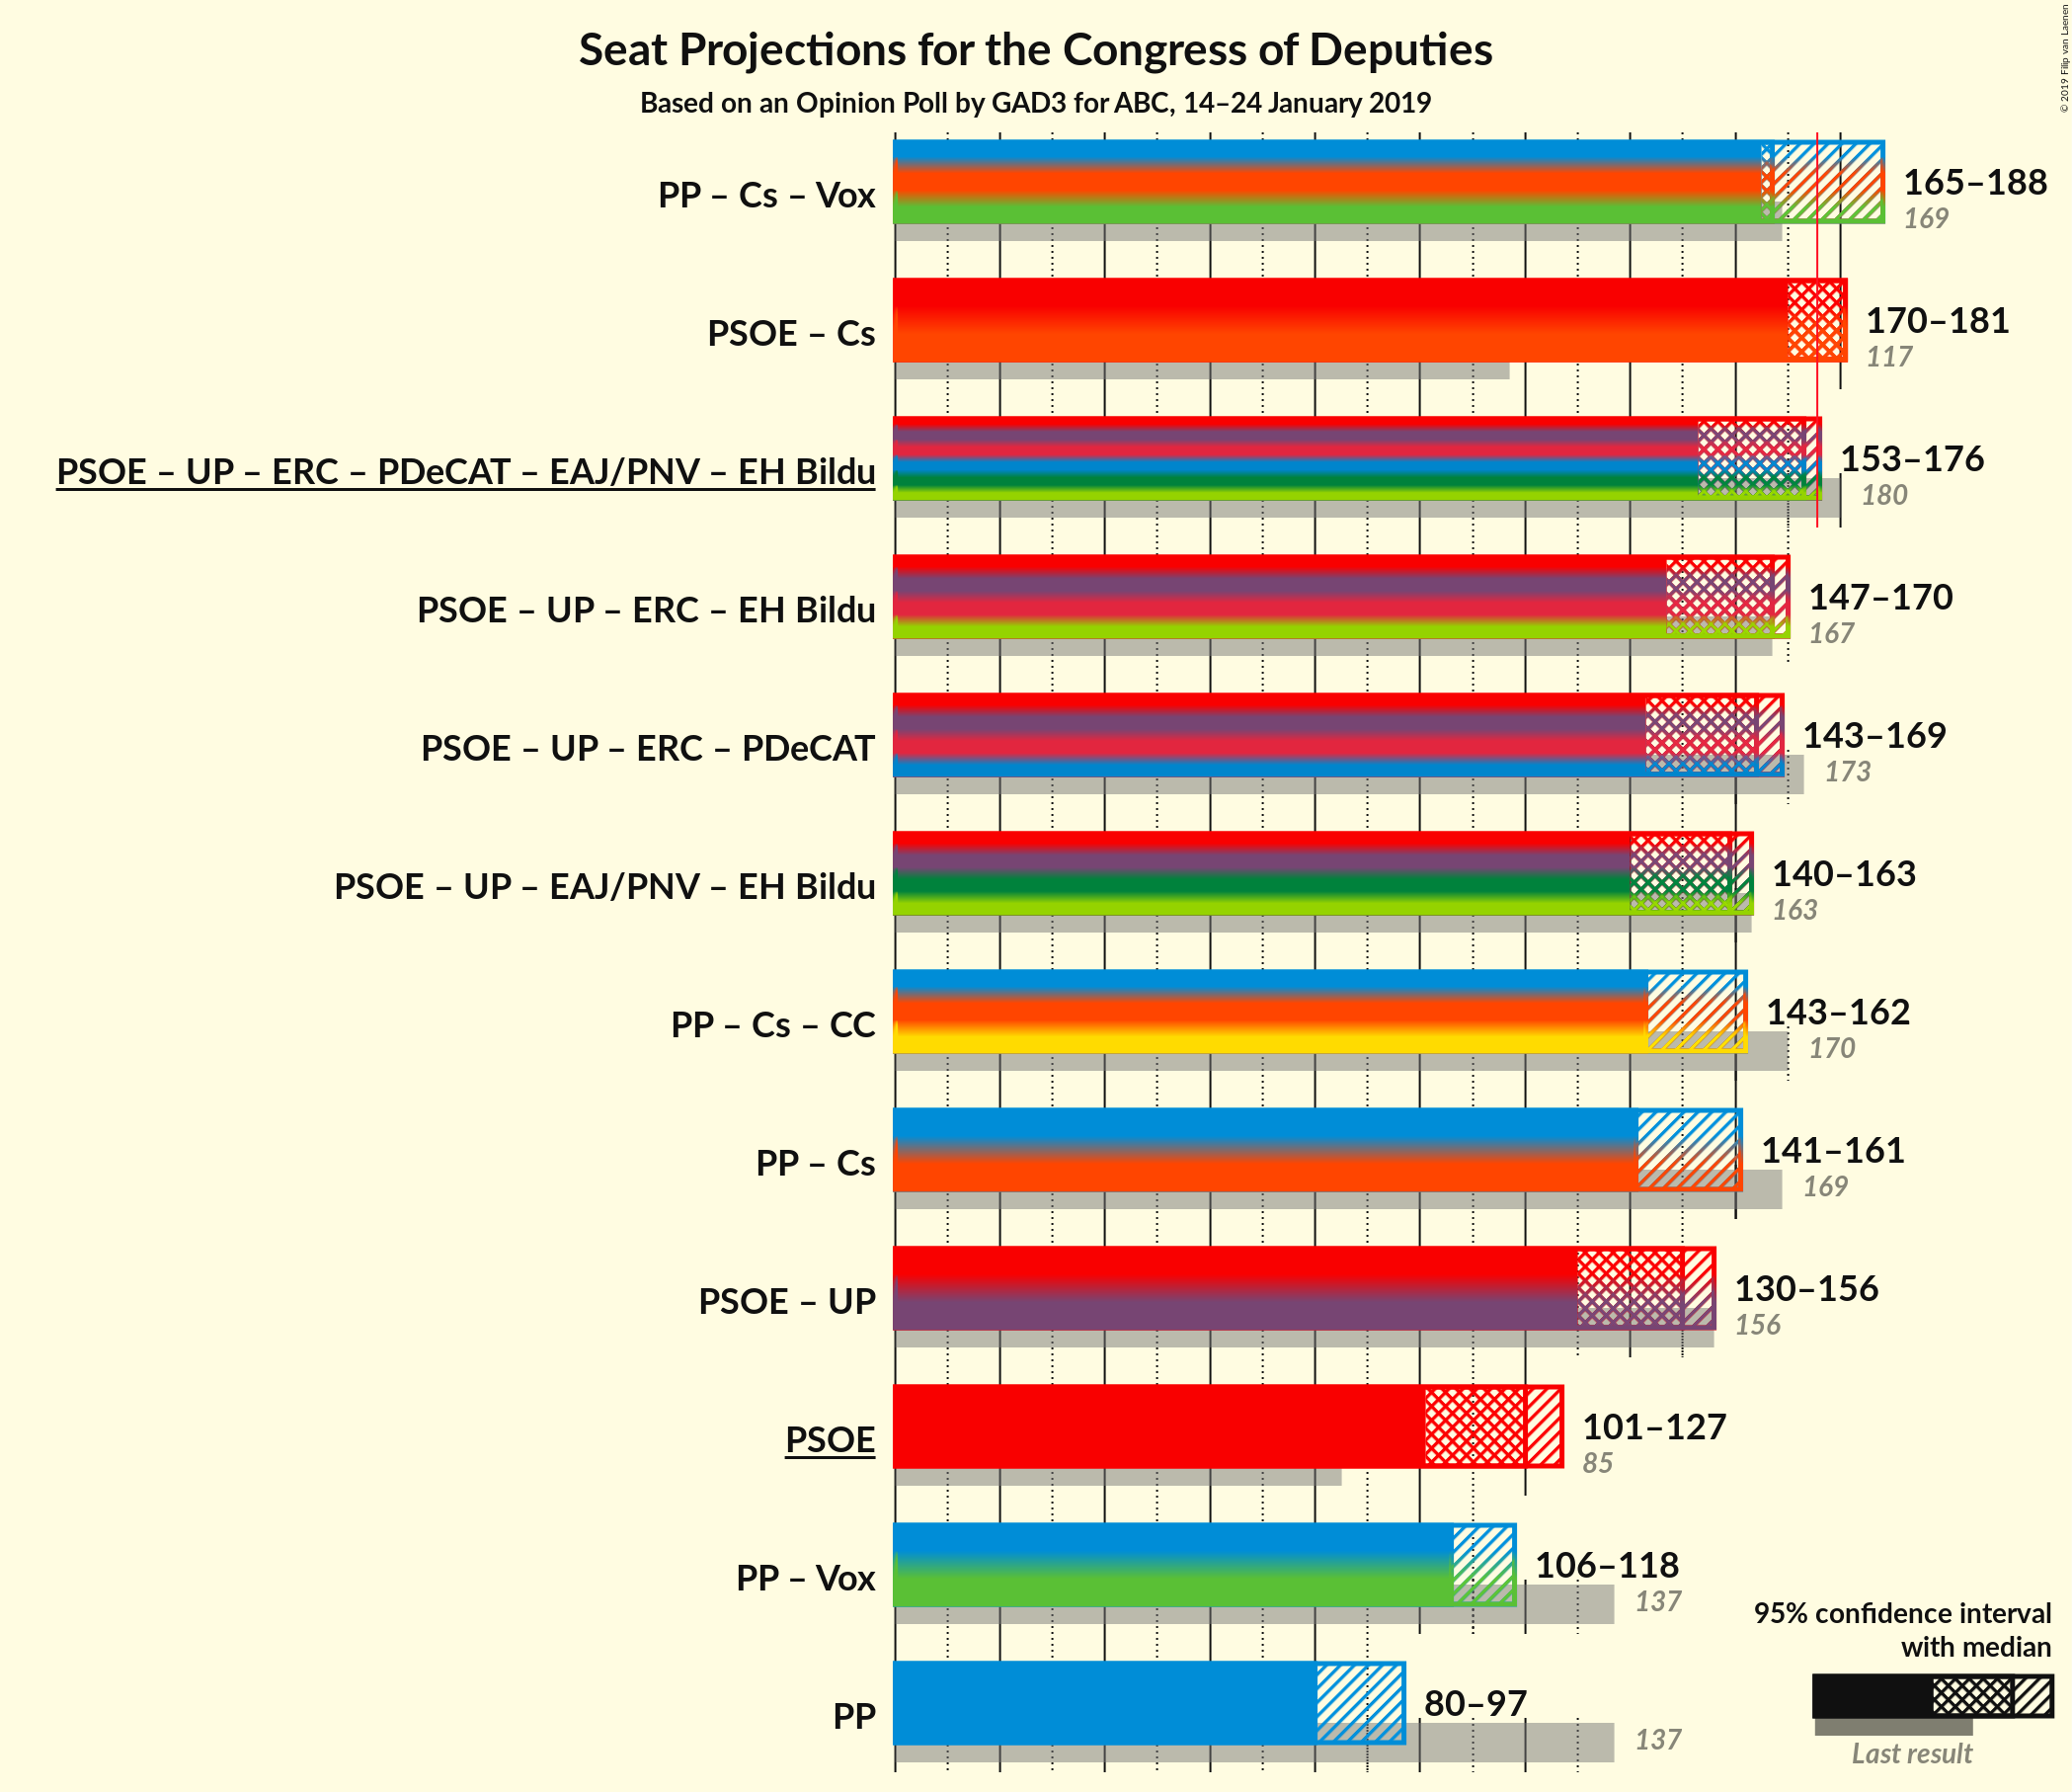 Seat Projections for the Congress of Deputies
Based on an Opinion Poll by GAD3 for ABC, 14–24 January 2019
© 2019 Filip van Laenen
PP – Cs – Vox
165–188
169
PSOE – Cs
170–181
117
PSOE – UP – ERC – PDeCAT – EAJ/PNV – EH Bildu
153–176
180
PSOE – UP – ERC – EH Bildu
147–170
167
PSOE – UP – ERC – PDeCAT
143–169
173
PSOE – UP – EAJ/PNV – EH Bildu
140–163
163
PP – Cs – CC
143–162
170
PP – Cs
141–161
169
PSOE – UP
130–156
156
PSOE
101–127
85
PP – Vox
106–118
137
PP
80–97
137
95% confidence interval
with median
Last result